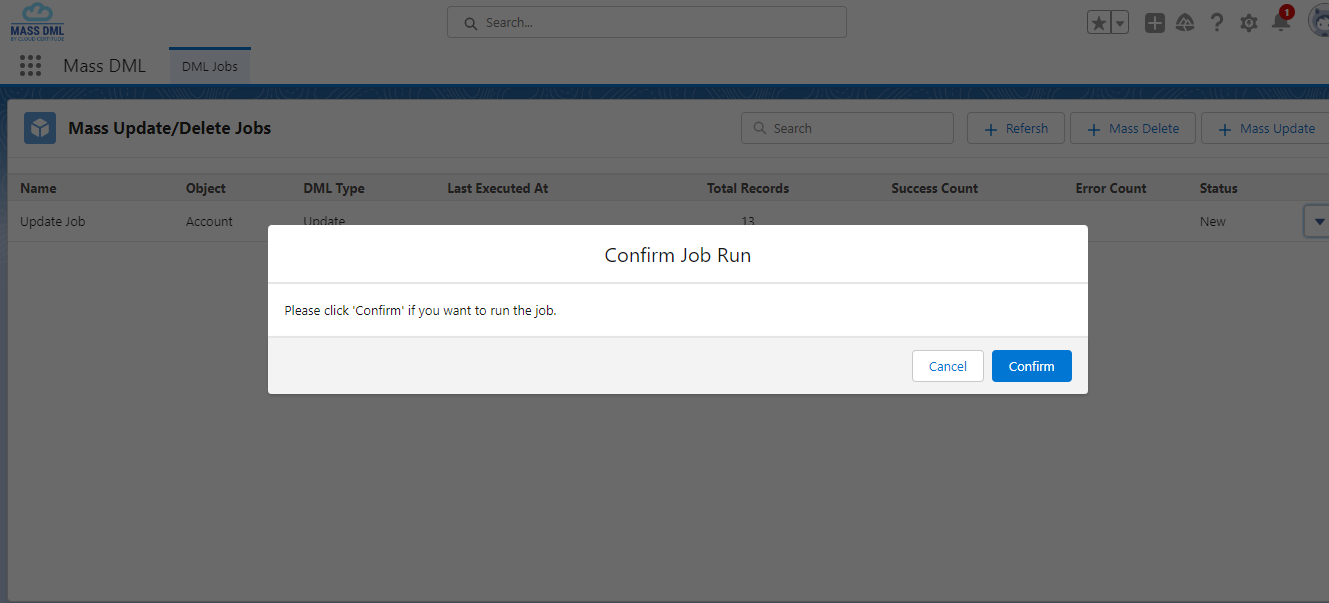 MASS DML
BY CLOUD CERTITUDE
Search...
1
Mass DML
DML Jobs
Mass Update/Delete Jobs
Search
Refersh
Mass Delete
Mass Update
Name Object DML Type Last Executed At Total Records Success Count Error Count Status
Update Job Account Update 13 New
Confirm Job Run
Please click 'Confirm' if you want to run the job.
Cancel Confirm